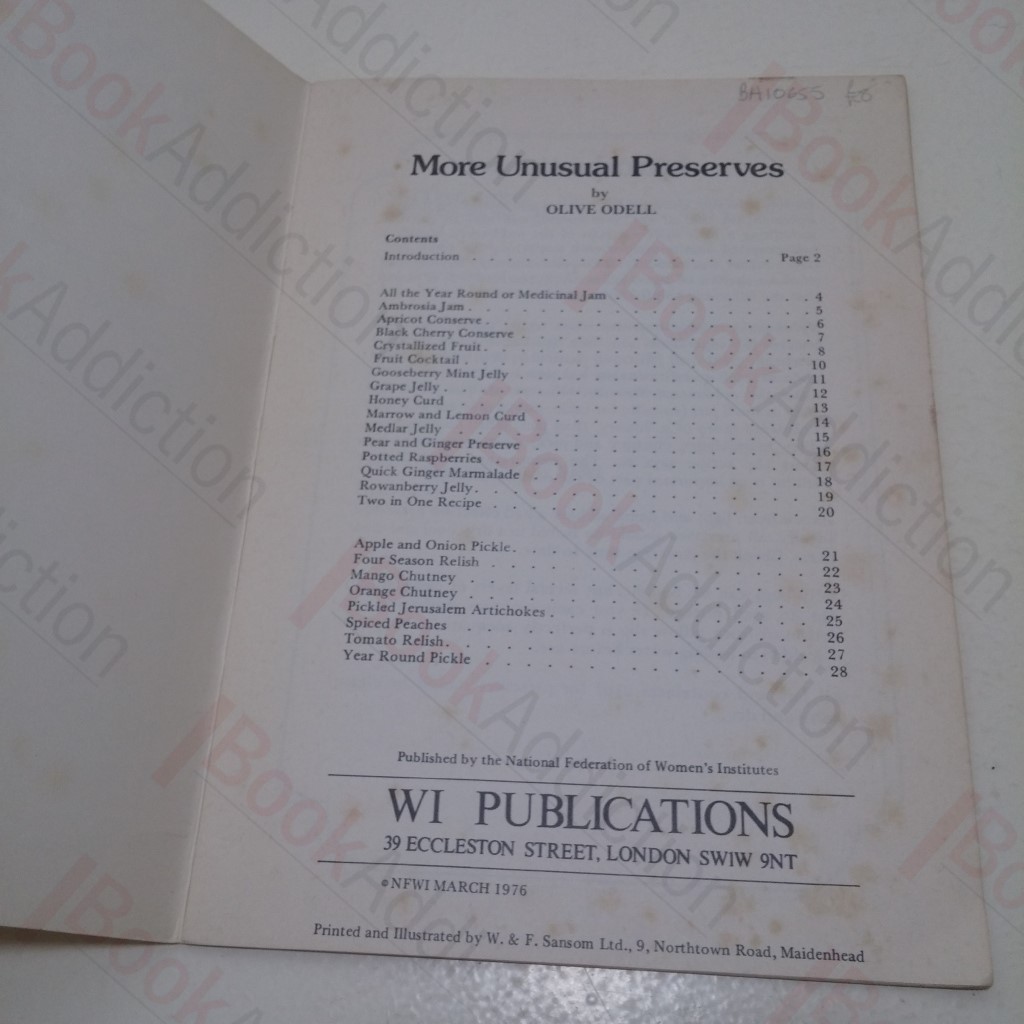 BA10655 £8
More Unusual Preserves
by
OLIVE ODELL
Contents
Introduction . . . . . . . . . . . . . . . . Page 2
All the Year Round or Medicinal Jam . . . . . . . . . . 4
Ambrosia Jam . . . . . . . . . . . . . . . . 5
Apricot Conserve . . . . . . . . . . . . . . . . 6
Black Cherry Conserve . . . . . . . . . . . . . . 7
Crystallized Fruit . . . . . . . . . . . . . . . . 8
Fruit Cocktail . . . . . . . . . . . . . . . . 10
Gooseberry Mint Jelly . . . . . . . . . . . . . . 11
Grape Jelly . . . . . . . . . . . . . . . . 12
Honey Curd . . . . . . . . . . . . . . . . 13
Marrow and Lemon Curd . . . . . . . . . . . . . . 14
Medlar Jelly . . . . . . . . . . . . . . . . 15
Pear and Ginger Preserve . . . . . . . . . . . . . . 16
Potted Raspberries . . . . . . . . . . . . . . . . 17
Quick Ginger Marmalade . . . . . . . . . . . . . . 18
Rowanberry Jelly . . . . . . . . . . . . . . . . 19
Two in One Recipe . . . . . . . . . . . . . . . . 20
Apple and Onion Pickle . . . . . . . . . . . . . . 21
Four Season Relish . . . . . . . . . . . . . . . . 22
Mango Chutney . . . . . . . . . . . . . . . . 23
Orange Chutney . . . . . . . . . . . . . . . . 24
Pickled Jerusalem Artichokes . . . . . . . . . . . . 25
Spiced Peaches . . . . . . . . . . . . . . . . 26
Tomato Relish . . . . . . . . . . . . . . . . 27
Year Round Pickle . . . . . . . . . . . . . . . . 28
Published by the National Federation of Women's Institutes
WI PUBLICATIONS
39 ECCLESTON STREET, LONDON SWIW 9NT
©NFWI MARCH 1976
Printed and Illustrated by W. & F. Sansom Ltd., 9, Northtown Road, Maidenhead
BookAddiction